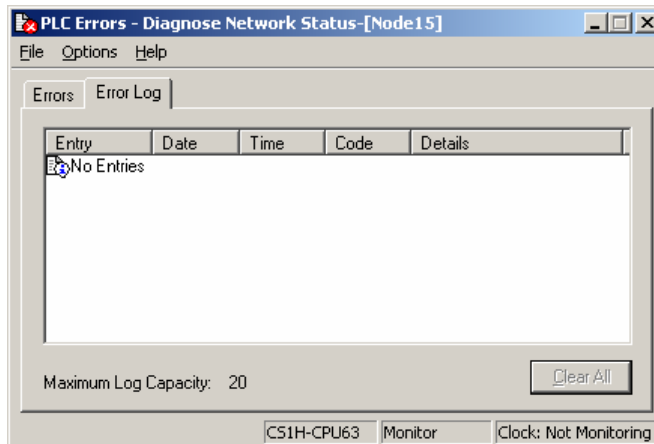 PLC Errors - Diagnose Network Status-[Node15]
File Options Help
Errors Error Log
Entry Date Time Code Details
No Entries
Maximum Log Capacity: 20 Clear All
CS1H-CPU63 Monitor Clock: Not Monitoring